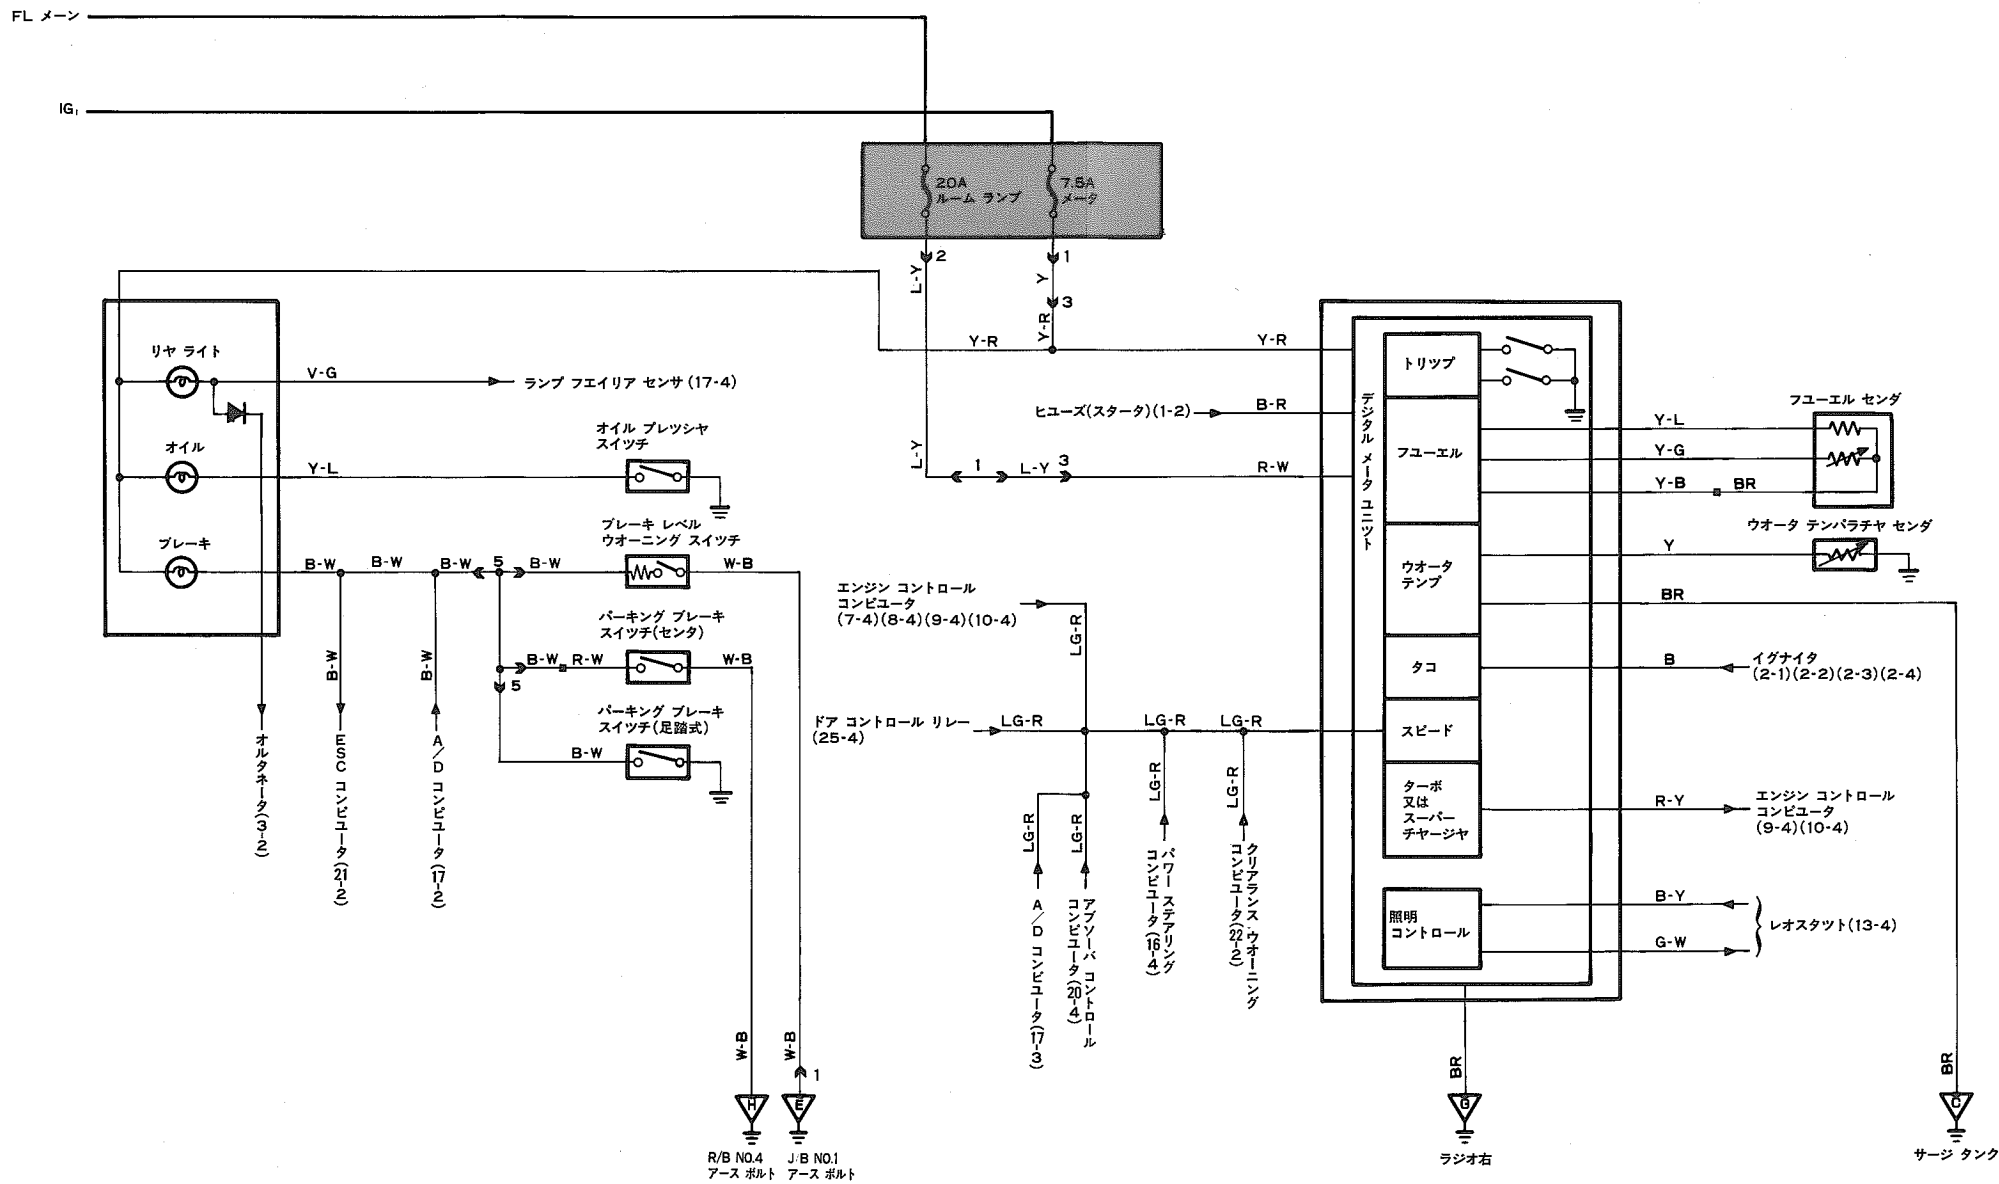 FL メーン
IG₁
20A
ルーム ランプ
7.5A
メータ
2
1
L-Y
Y
3
Y-R
Y-R
Y-R
リヤ ライト
V-G
ランプ フエイリア センサ(17-4)
オイル
Y-L
オイル プレツシヤ
スイツチ
ブレーキ
B-W
B-W
B-W
5
B-W
ブレーキ レベル
ウオーニング スイツチ
W-B
パーキング ブレーキ
スイツチ(センタ)
B-W
R-W
W-B
5
パーキング ブレーキ
スイツチ(足踏式)
B-W
B-W
B-W
オルタネータ(3-2)
ESC コンピユータ(21-2)
A/D コンピユータ(17-2)
W-B
W-B
1
H
E
R/B NO.4
アース ボルト
J/B NO.1
アース ボルト
ヒユーズ(スタータ)(1-2)
B-R
L-Y
1
L-Y
3
R-W
エンジン コントロール
コンピユータ
(7-4)(8-4)(9-4)(10-4)
LG-R
ドア コントロール リレー
(25-4)
LG-R
LG-R
LG-R
LG-R
LG-R
LG-R
LG-R
A/D コンピユータ(17-3)
アブソーバ コントロール
コンピユータ(20-4)
パワー ステアリング
コンピユータ(16-4)
クリアランス・ウオーニング
コンピユータ(22-2)
デジタル メータ ユニツト
トリツプ
フユーエル
ウオータ
テンプ
タコ
スピード
ターボ
又は
スーパー
チヤージヤ
照明
コントロール
フユーエル センダ
Y-L
Y-G
Y-B
BR
ウオータ テンパラチヤ センダ
Y
BR
B
イグナイタ
(2-1)(2-2)(2-3)(2-4)
R-Y
エンジン コントロール
コンピユータ
(9-4)(10-4)
B-Y
G-W
レオスタツト(13-4)
BR
G
ラジオ右
BR
C
サージ タンク